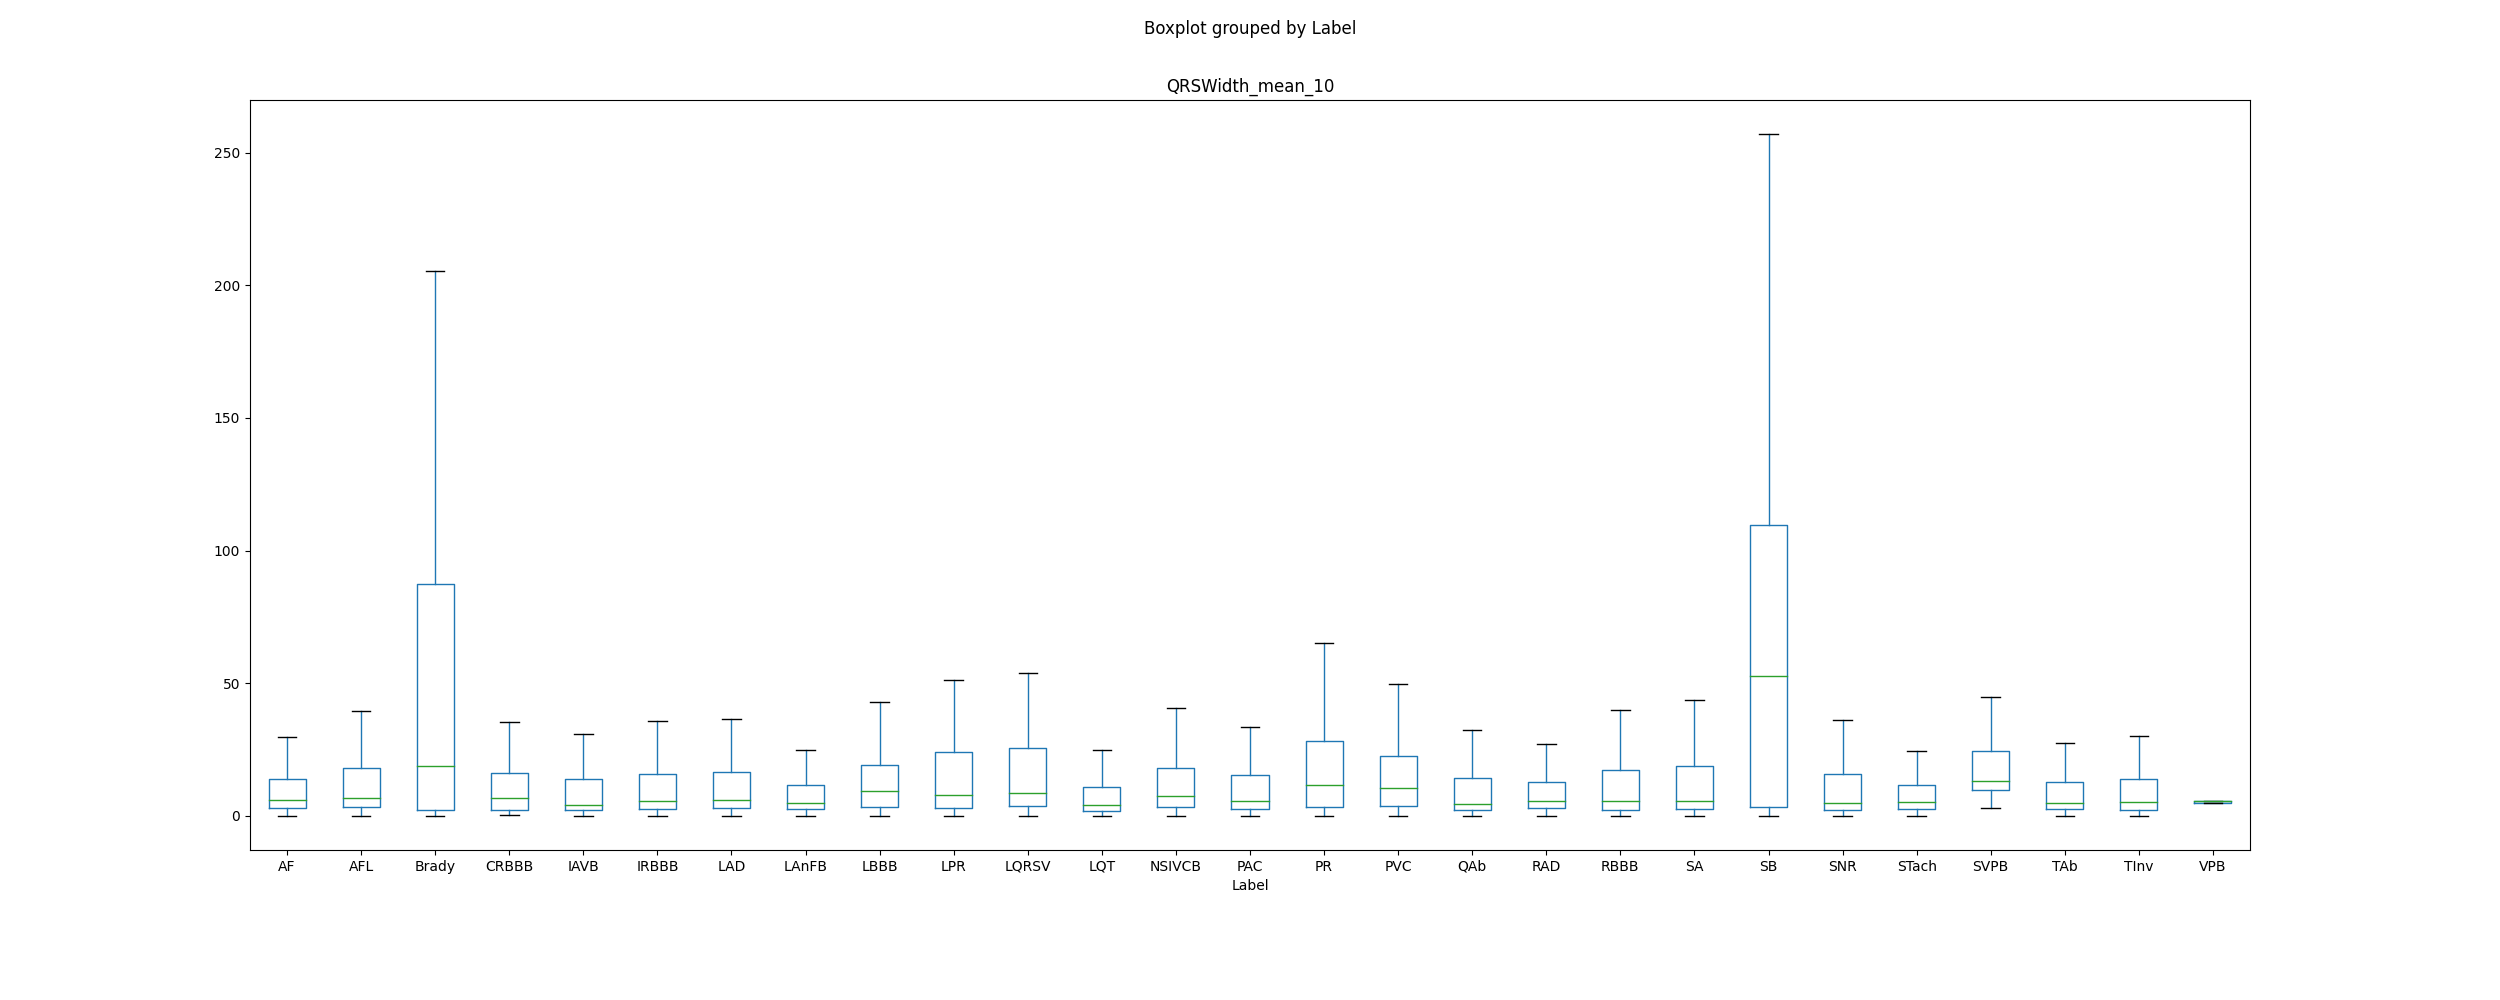 Boxplot grouped by Label
QRSWidth_mean_10
250
200
150
100
50
0
AF AFL Brady CRBBB IAVB IRBBB LAD LAnFB LBBB LPR LQRSV LQT NSIVCB PAC PR PVC QAb RAD RBBB SA SB SNR STach SVPB TAb TInv VPB
Label